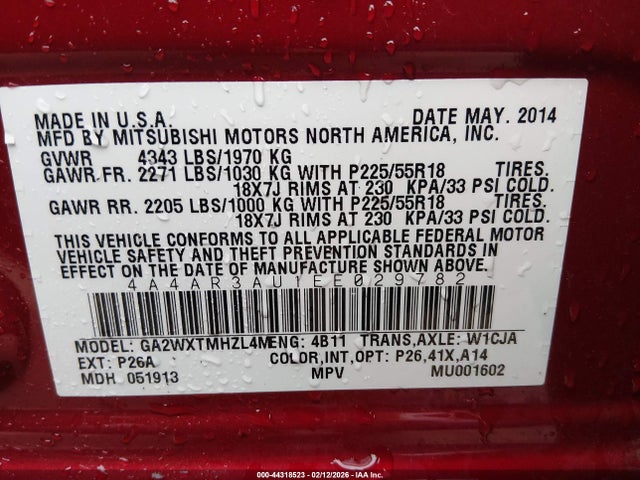 MADE IN U.S.A. DATE MAY. 2014
MFD BY MITSUBISHI MOTORS NORTH AMERICA, INC.
GVWR 4343 LBS/1970 KG
GAWR FR. 2271 LBS/1030 KG WITH P225/55R18 TIRES.
18X7J RIMS AT 230 KPA/33 PSI COLD.
GAWR RR. 2205 LBS/1000 KG WITH P225/55R18 TIRES.
18X7J RIMS AT 230 KPA/33 PSI COLD.
THIS VEHICLE CONFORMS TO ALL APPLICABLE FEDERAL MOTOR
VEHICLE SAFETY AND THEFT PREVENTION STANDARDS IN
EFFECT ON THE DATE OF MANUFACTURE SHOWN ABOVE.
4A4AR3AU1EE029782
MODEL: GA2WXTMHZL4M ENG: 4B11 TRANS,AXLE: W1CJA
EXT: P26A COLOR,INT,OPT: P26,41X,A14
MDH 051913 MPV MU001602
000-44318523 - 02/12/2026 - IAA Inc.